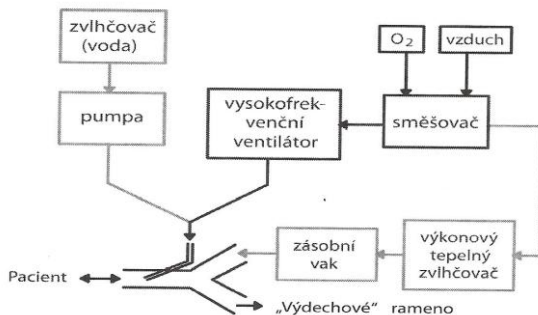 zvlhčovač
(voda)
pumpa
vysokofrek-
venční
ventilátor
O₂
vzduch
směšovač
zásobní
vak
výkonový
tepelný
zvlhčovač
Pacient
„Výdechové“ rameno